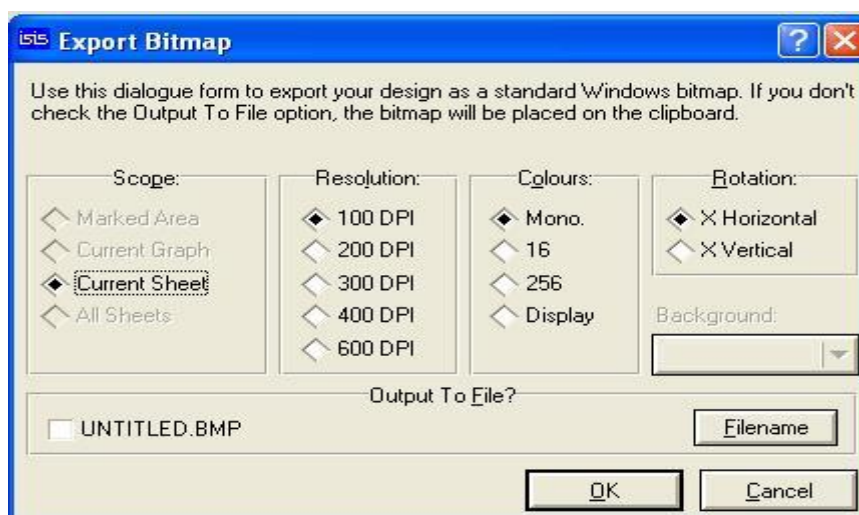 isis Export Bitmap
Use this dialogue form to export your design as a standard Windows bitmap. If you don't
check the Output To File option, the bitmap will be placed on the clipboard.
Scope:
Marked Area
Current Graph
Current Sheet
All Sheets
Resolution:
100 DPI
200 DPI
300 DPI
400 DPI
600 DPI
Colours:
Mono.
16
256
Display
Rotation:
X Horizontal
X Vertical
Background:
Output To File?
UNTITLED.BMP
Filename
OK
Cancel